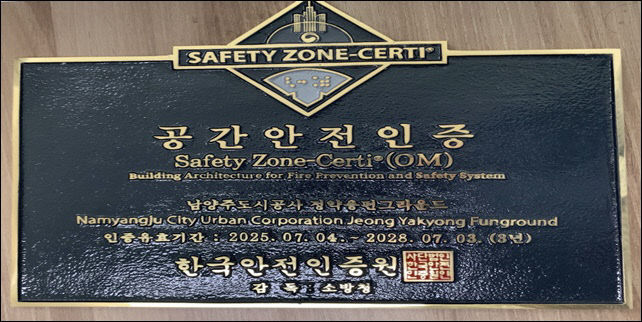 SAFETY ZONE-CERTI®
공간안전인증
Safety Zone-Certi®(OM)
Building Architecture for Fire Prevention and Safety System
남양주도시공사 정약용펀그라운드
Namyangju City Urban Corporation Jeong Yakyong Funground
인증유효기간 : 2025. 07. 04. - 2028. 07. 03. (3년)
한국안전인증원
감 독 : 소방청